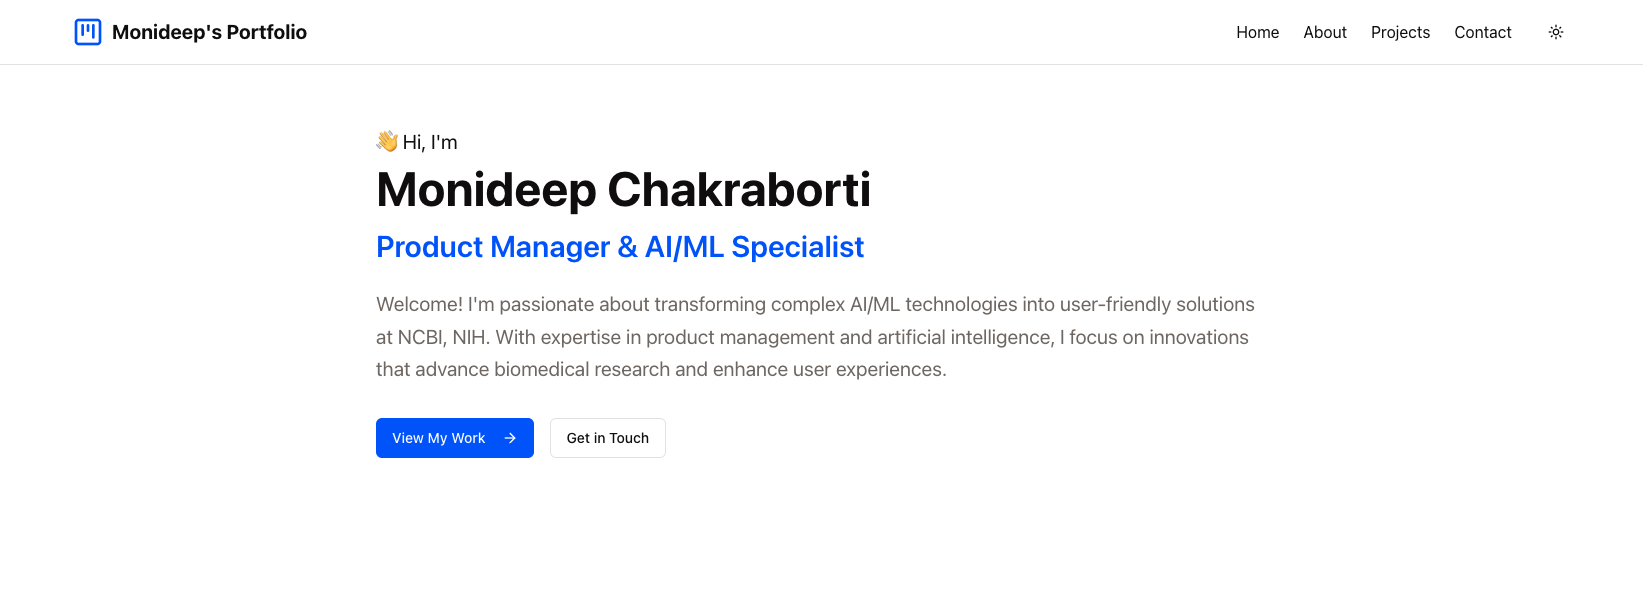 Monideep's Portfolio
Home About Projects Contact
👋 Hi, I'm
Monideep Chakraborti
Product Manager & AI/ML Specialist
Welcome! I'm passionate about transforming complex AI/ML technologies into user-friendly solutions
at NCBI, NIH. With expertise in product management and artificial intelligence, I focus on innovations
that advance biomedical research and enhance user experiences.
View My Work → Get in Touch